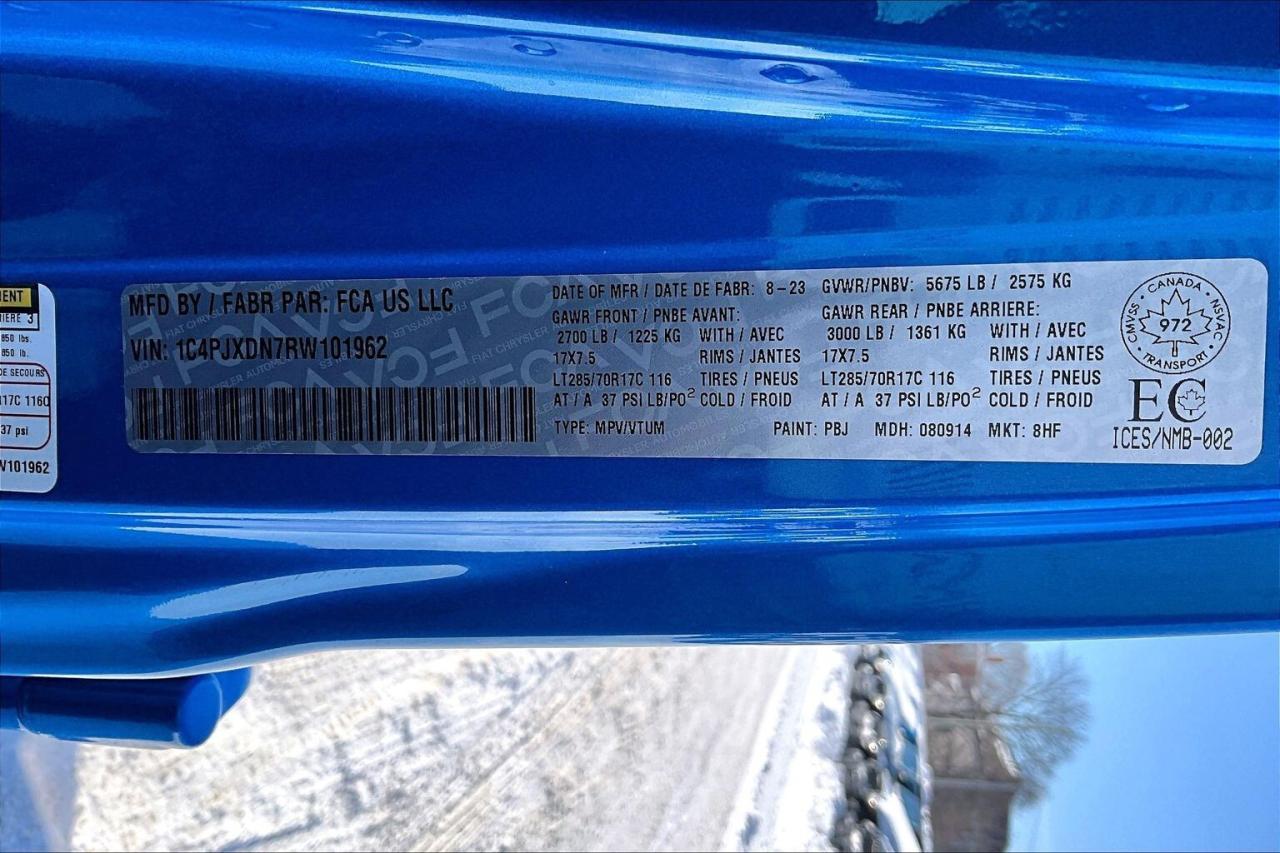 MENT
RIERE 3
850 lbs.
850 lb.
DE SECOURS
R17C 116Q
37 psi
W101962
MFD BY / FABR PAR: FCA US LLC
VIN: 1C4PJXDN7RW101962
DATE OF MFR / DATE DE FABR: 8-23 GVWR/PNBV: 5675 LB / 2575 KG
GAWR FRONT / PNBE AVANT: GAWR REAR / PNBE ARRIERE:
2700 LB / 1225 KG WITH / AVEC 3000 LB / 1361 KG WITH / AVEC
17X7.5 RIMS / JANTES 17X7.5 RIMS / JANTES
LT285/70R17C 116 TIRES / PNEUS LT285/70R17C 116 TIRES / PNEUS
AT / A 37 PSI LB/PO² COLD / FROID AT / A 37 PSI LB/PO² COLD / FROID
TYPE: MPV/VTUM PAINT: PBJ MDH: 080914 MKT: 8HF
CANADA
CMVSS 972 NSVAC
TRANSPORT
EC
ICES/NMB-002